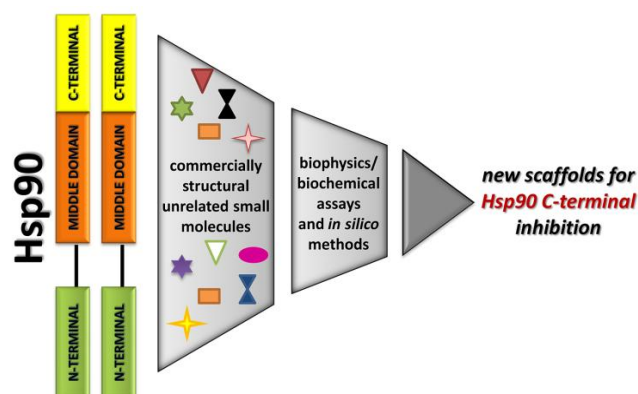 Hsp90
C-TERMINAL
MIDDLE DOMAIN
N-TERMINAL
C-TERMINAL
MIDDLE DOMAIN
N-TERMINAL
commercially
structural
unrelated small
molecules
biophysics/
biochemical
assays
and in silico
methods
new scaffolds for
Hsp90 C-terminal
inhibition